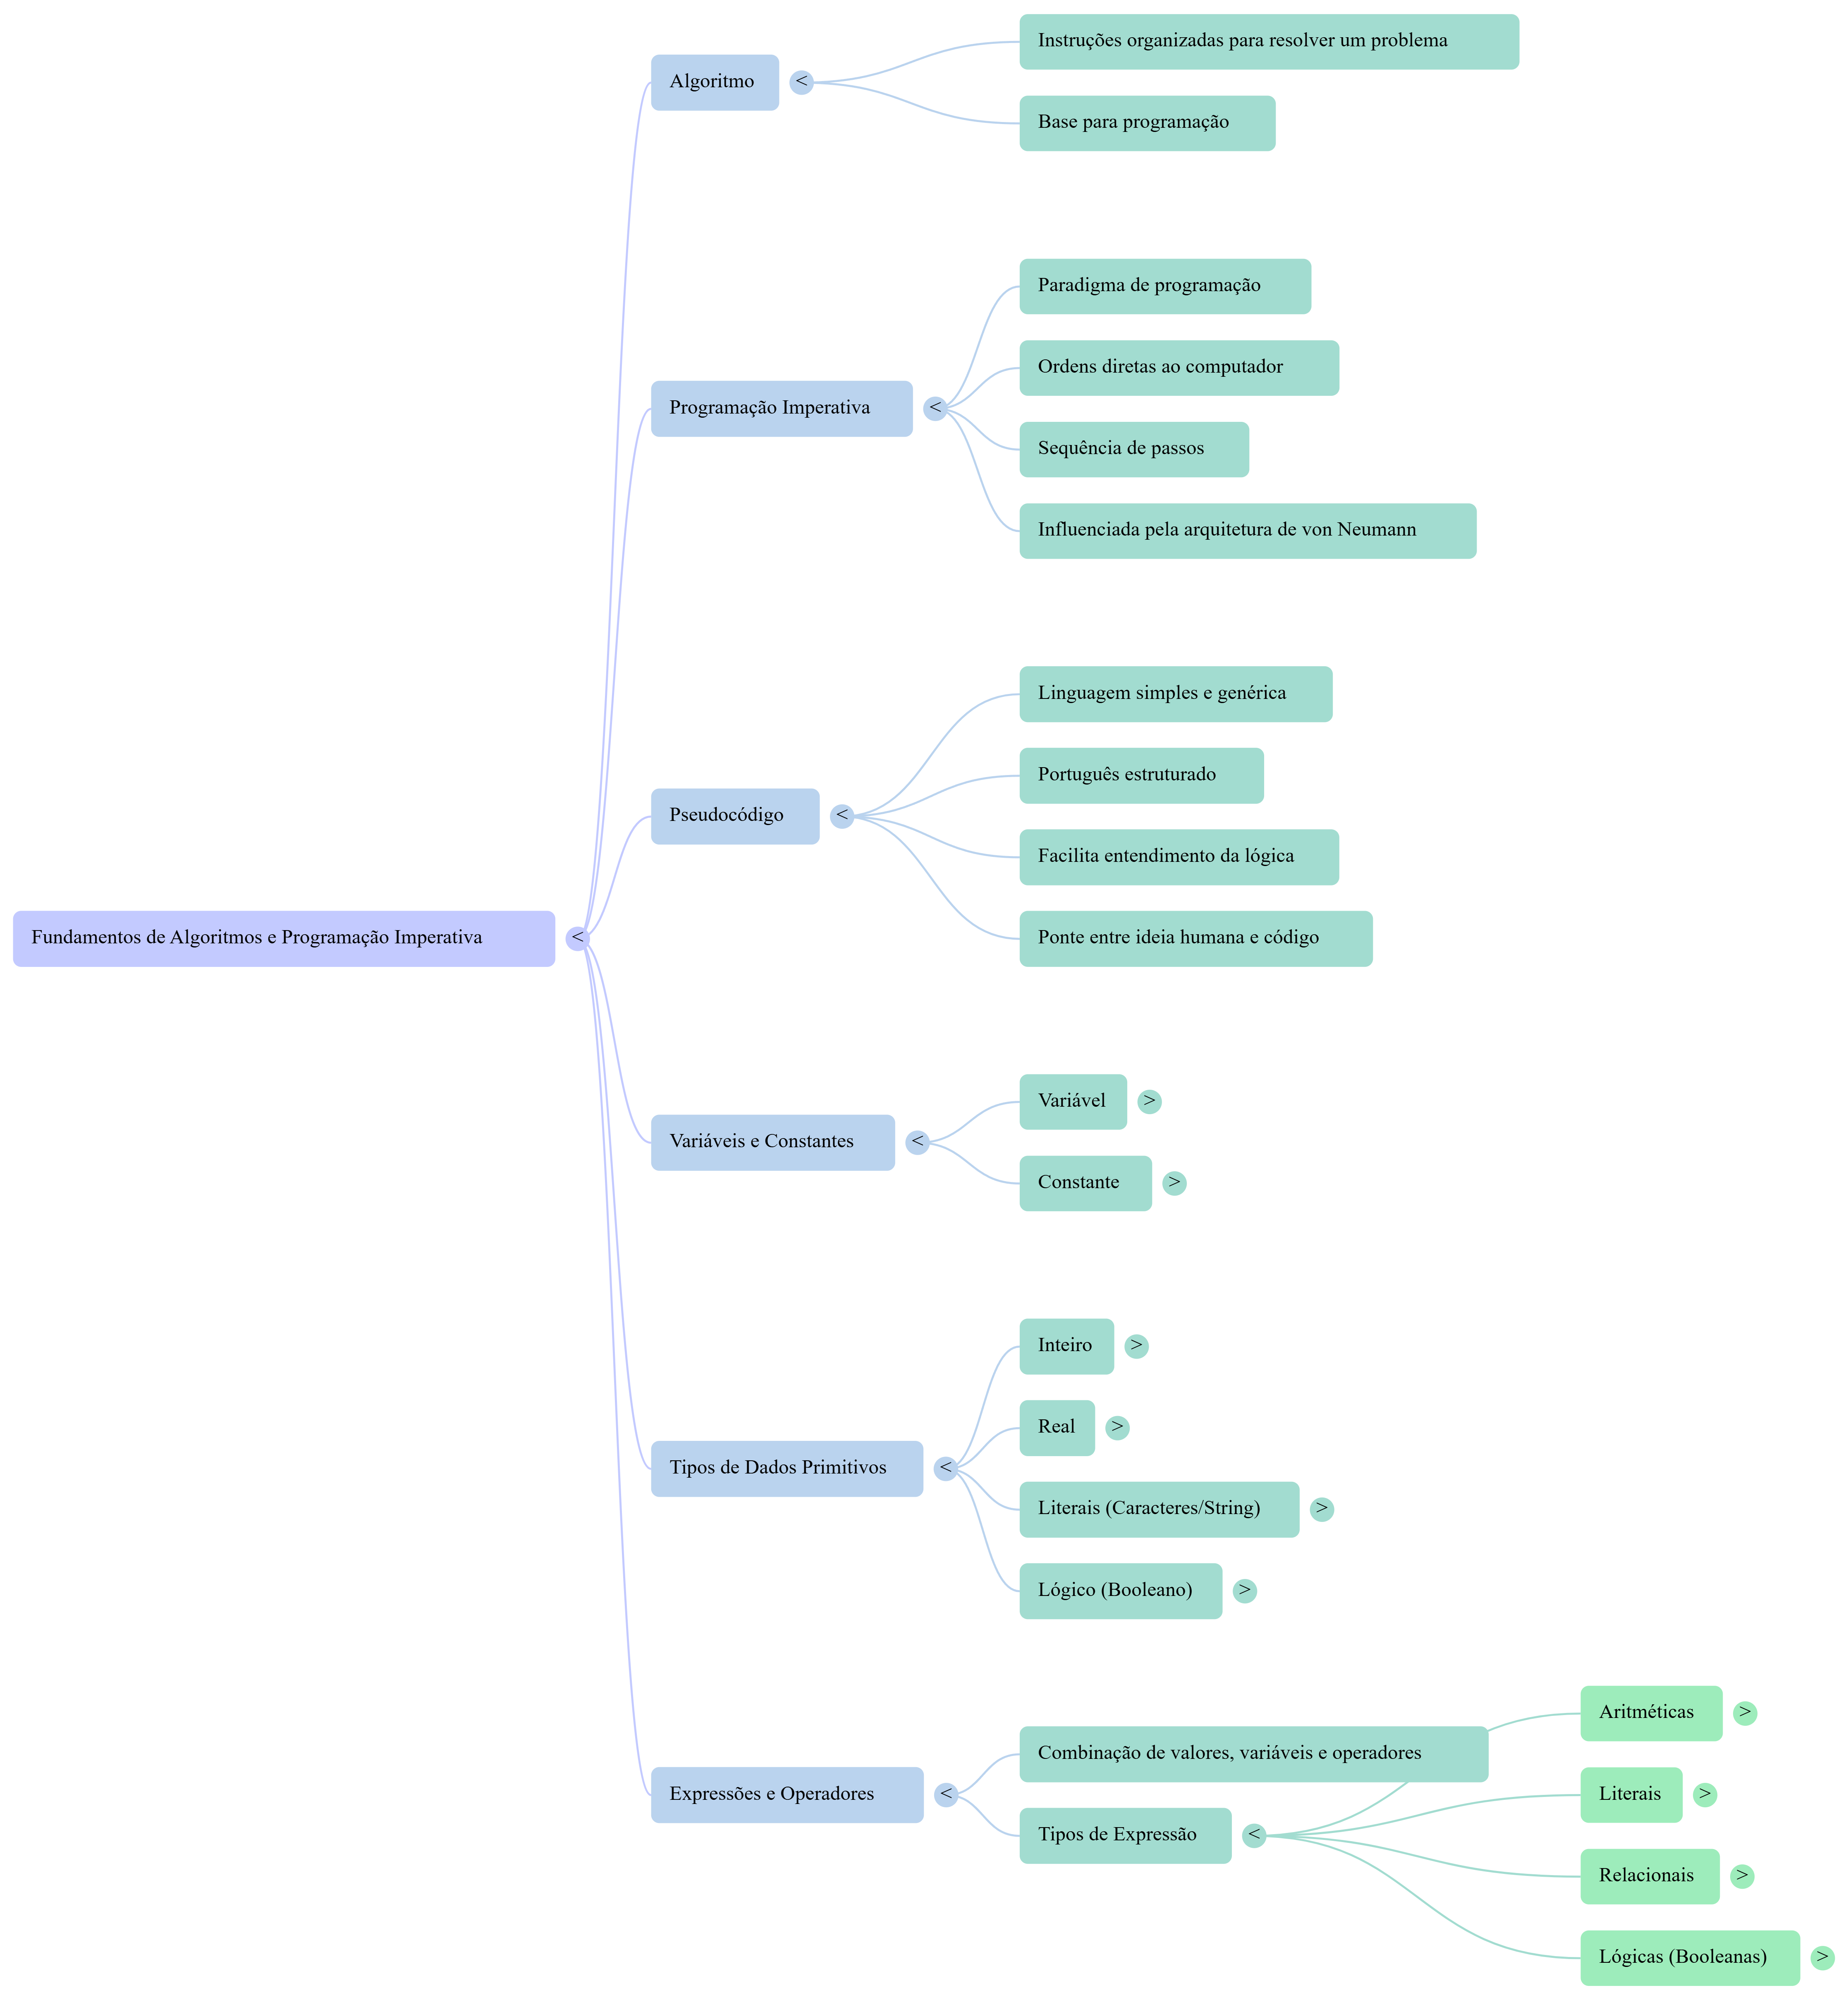 Fundamentos de Algoritmos e Programação Imperativa
<
Algoritmo
<
Instruções organizadas para resolver um problema
Base para programação
Programação Imperativa
<
Paradigma de programação
Ordens diretas ao computador
Sequência de passos
Influenciada pela arquitetura de von Neumann
Pseudocódigo
<
Linguagem simples e genérica
Português estruturado
Facilita entendimento da lógica
Ponte entre ideia humana e código
Variáveis e Constantes
<
Variável
>
Constante
>
Tipos de Dados Primitivos
<
Inteiro
>
Real
>
Literais (Caracteres/String)
>
Lógico (Booleano)
>
Expressões e Operadores
<
Combinação de valores, variáveis e operadores
Tipos de Expressão
<
Aritméticas
>
Literais
>
Relacionais
>
Lógicas (Booleanas)
>